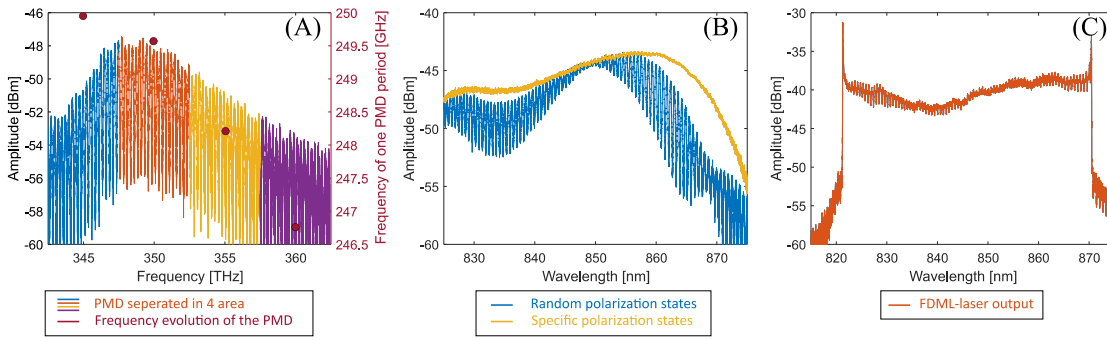 (A)
Amplitude [dBm]
-46
-48
-50
-52
-54
-56
-58
-60
345
350
355
360
Frequency [THz]
250
249.5
249
248.5
248
247.5
247
246,5
Frequency of one PMD period [GHz]
PMD seperated in 4 area
Frequency evolution of the PMD
(B)
Amplitude [dBm]
-40
-45
-50
-55
-60
830
840
850
860
870
Wavelength [nm]
Random polarization states
Specific polarization states
(C)
Amplitude [dBm]
-30
-35
-40
-45
-50
-55
-60
820
830
840
850
860
870
Wavelength [nm]
FDML-laser output